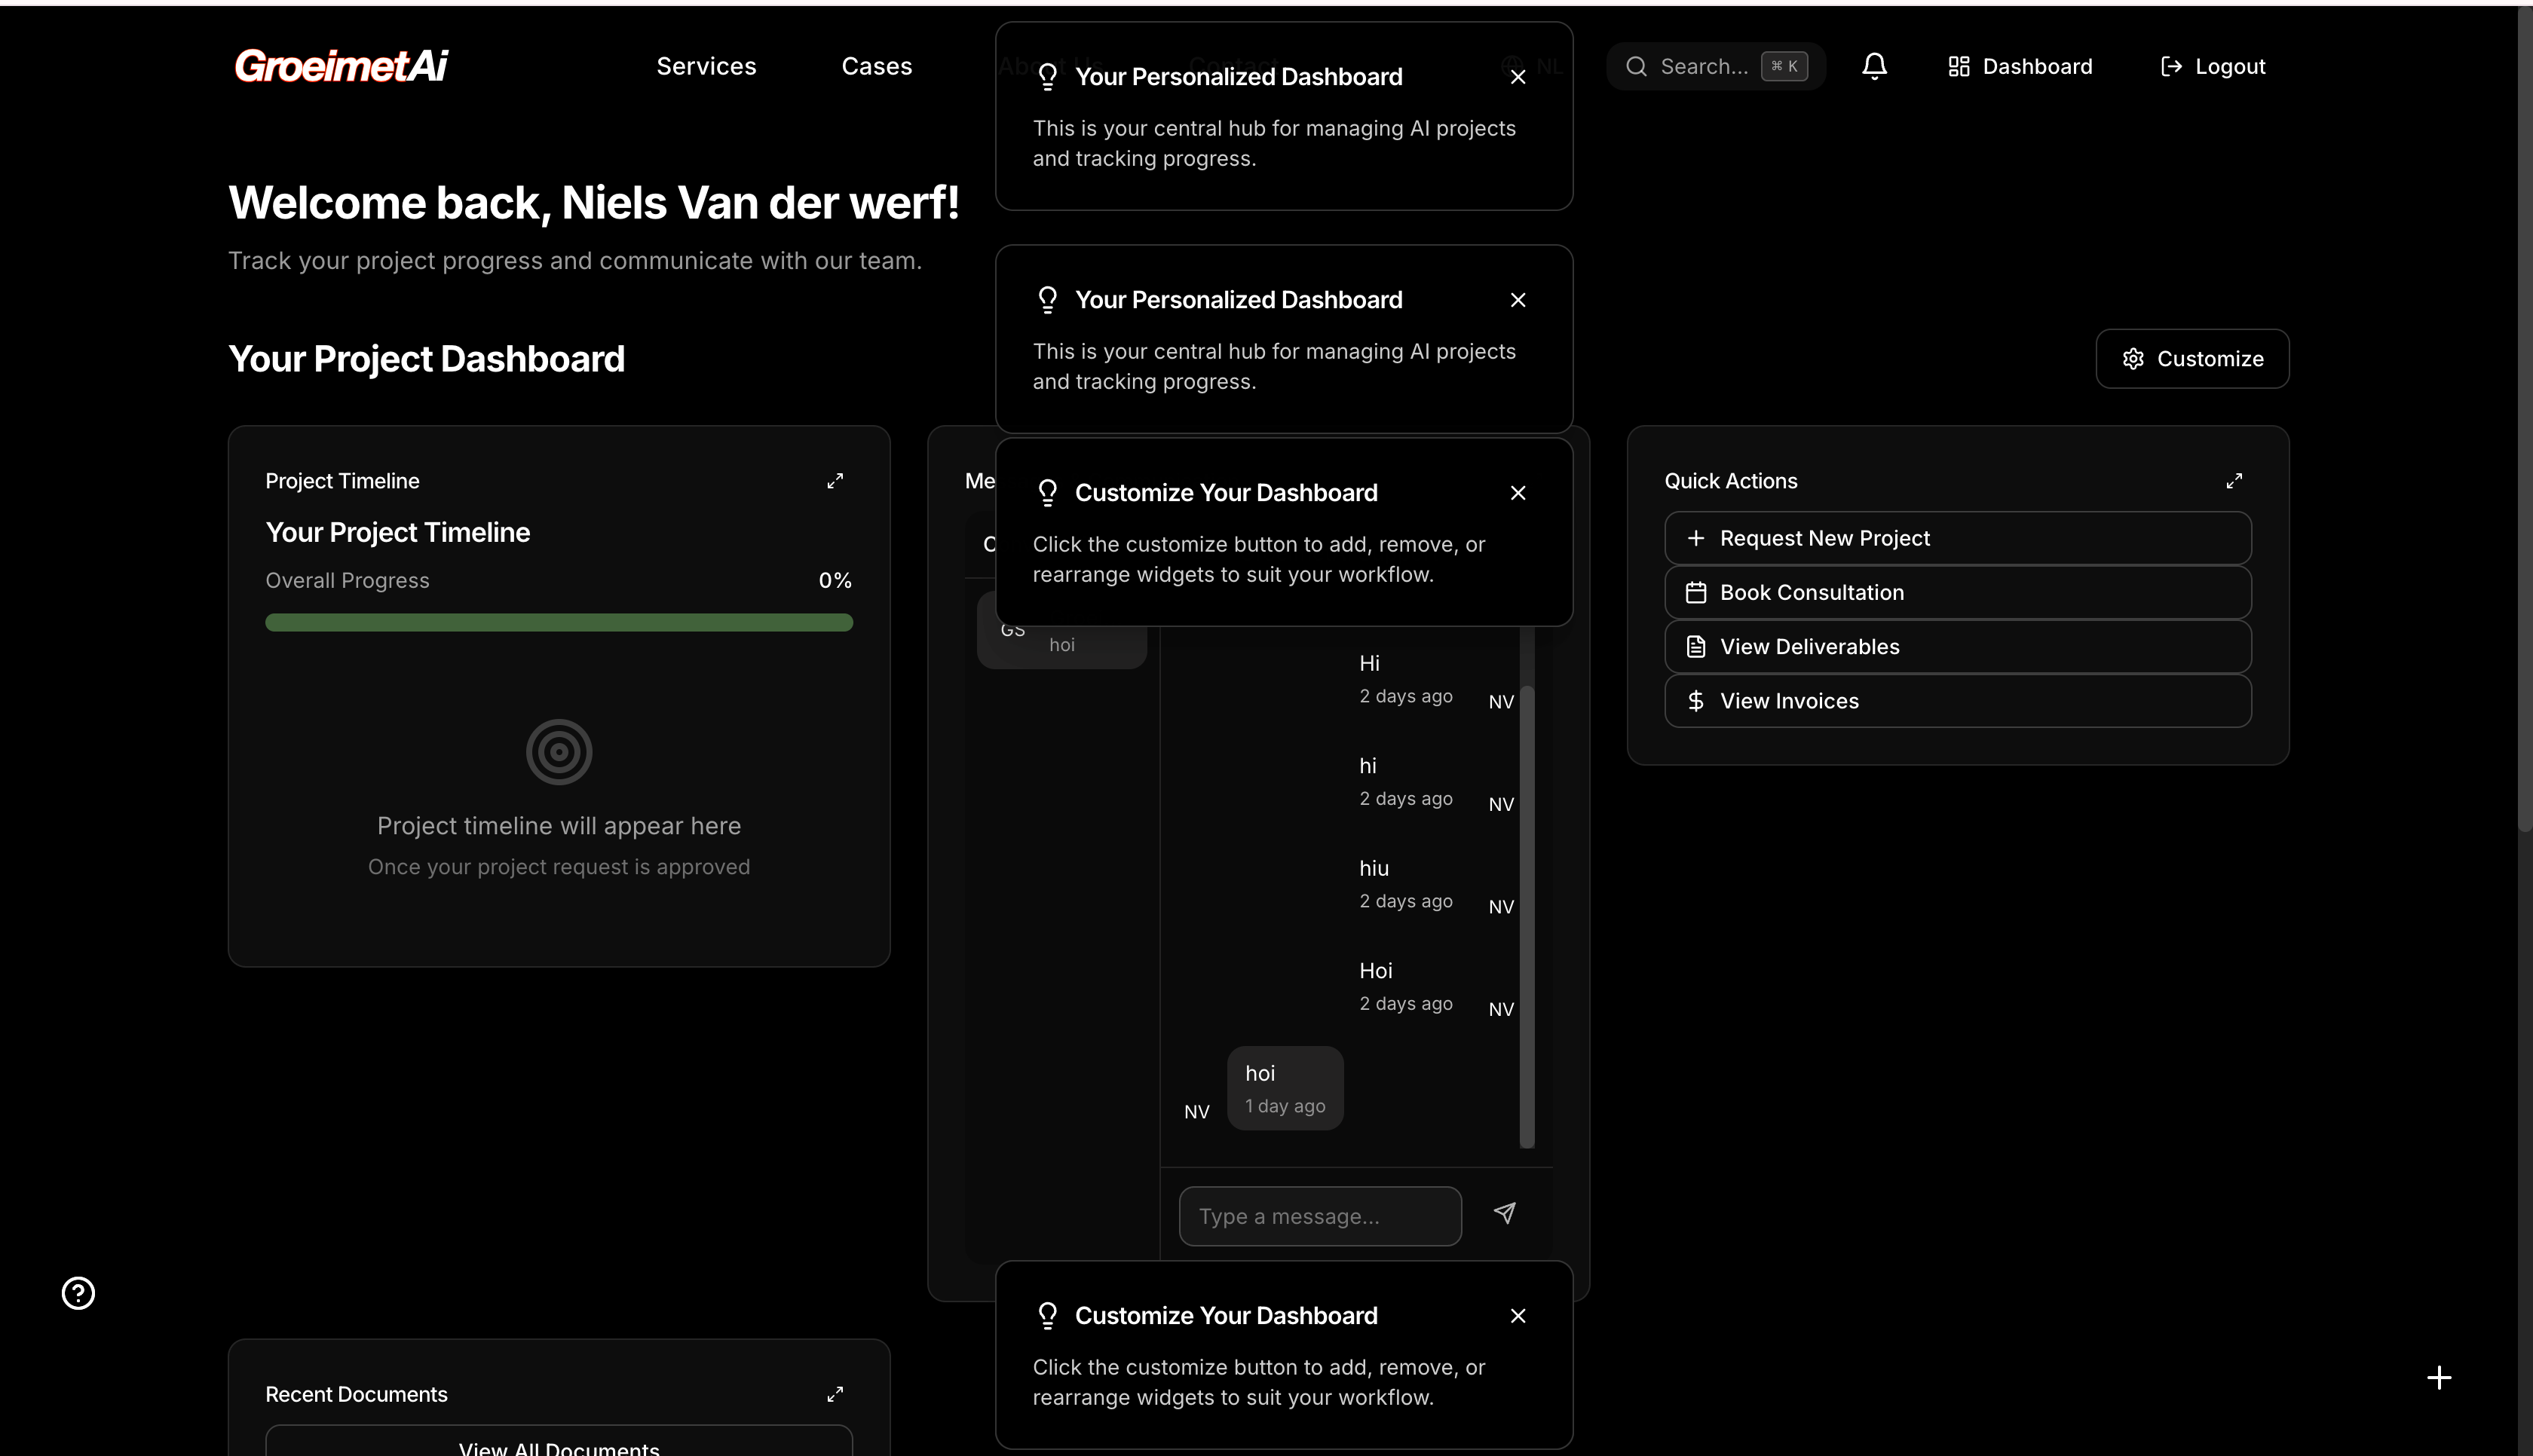 GroeimetAi
Services
Cases
Search...
⌘ K
Dashboard
Logout
Your Personalized Dashboard
This is your central hub for managing AI projects
and tracking progress.
Welcome back, Niels Van der werf!
Track your project progress and communicate with our team.
Your Personalized Dashboard
This is your central hub for managing AI projects
and tracking progress.
Your Project Dashboard
Customize
Project Timeline
Your Project Timeline
Overall Progress
0%
Project timeline will appear here
Once your project request is approved
Me
Customize Your Dashboard
Click the customize button to add, remove, or
rearrange widgets to suit your workflow.
GS
hoi
Hi
2 days ago
NV
hi
2 days ago
NV
hiu
2 days ago
NV
Hoi
2 days ago
NV
hoi
1 day ago
NV
Type a message...
Quick Actions
Request New Project
Book Consultation
View Deliverables
View Invoices
Customize Your Dashboard
Click the customize button to add, remove, or
rearrange widgets to suit your workflow.
Recent Documents
View All Documents